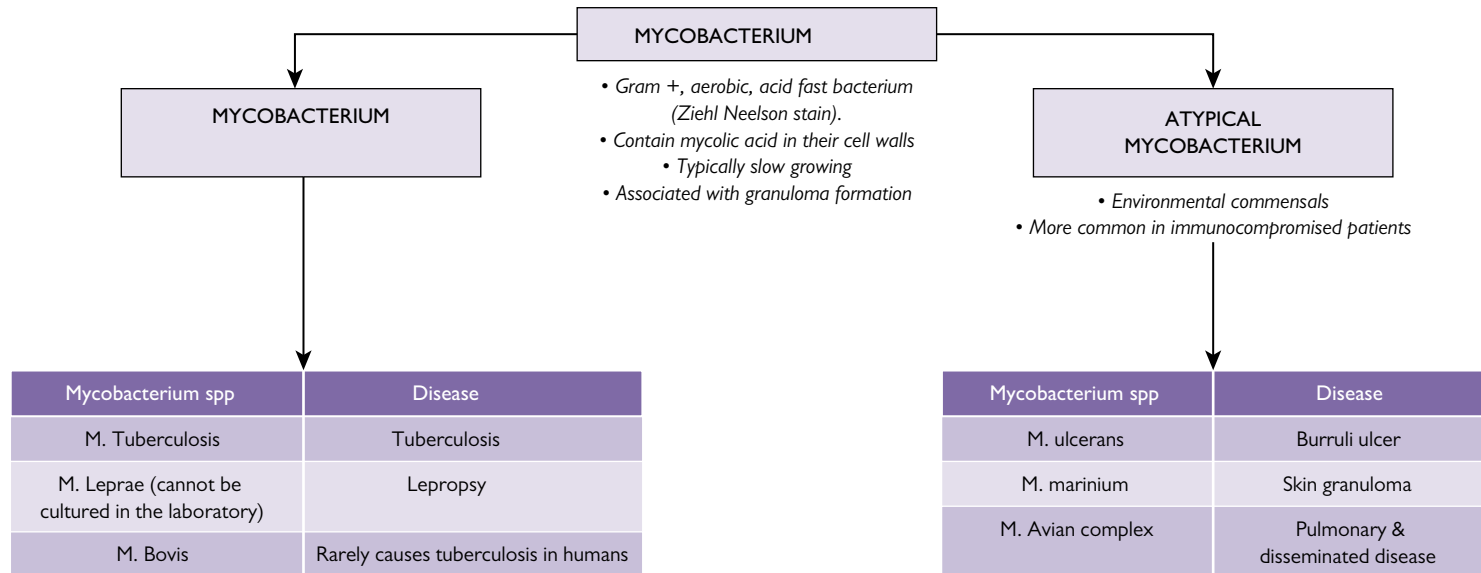 MYCOBACTERIUM
• Gram +, aerobic, acid fast bacterium
(Ziehl Neelson stain).
• Contain mycolic acid in their cell walls
• Typically slow growing
• Associated with granuloma formation
MYCOBACTERIUM
ATYPICAL
MYCOBACTERIUM
• Environmental commensals
• More common in immunocompromised patients
Mycobacterium spp
Disease
M. Tuberculosis
Tuberculosis
M. Leprae (cannot be
cultured in the laboratory)
Lepropsy
M. Bovis
Rarely causes tuberculosis in humans
Mycobacterium spp
Disease
M. ulcerans
Burruli ulcer
M. marinium
Skin granuloma
M. Avian complex
Pulmonary &
disseminated disease